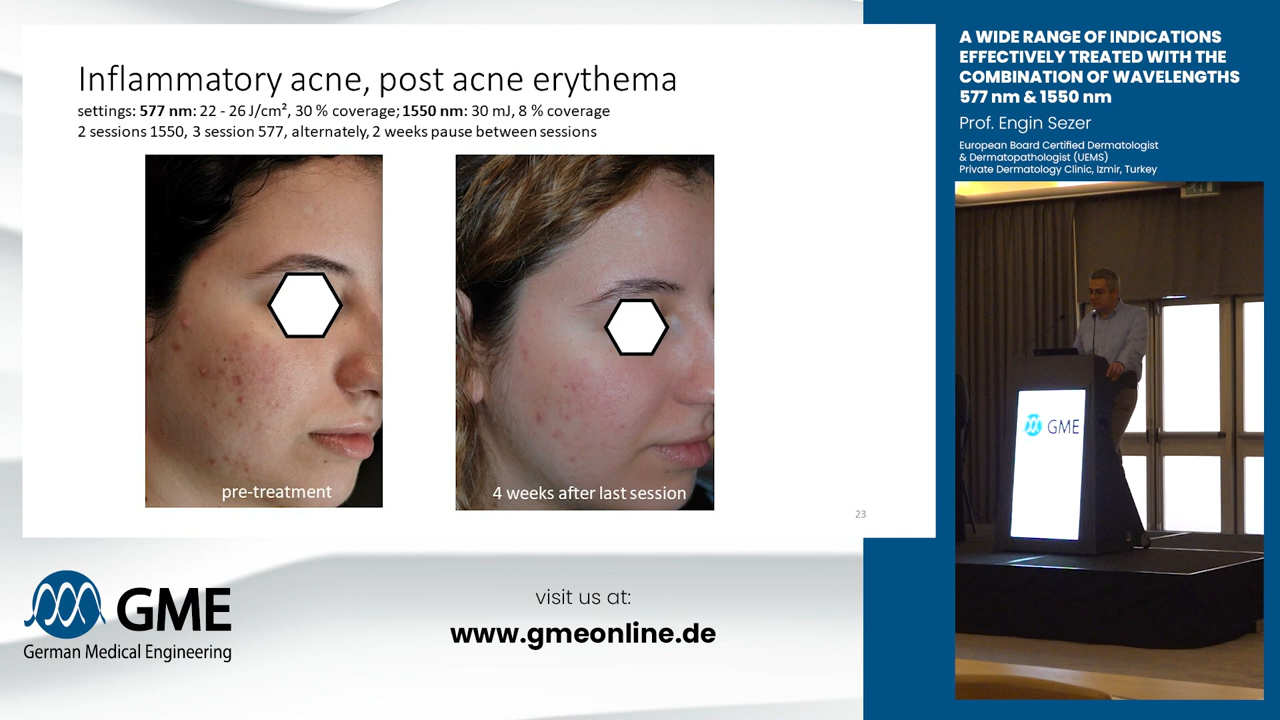 Inflammatory acne, post acne erythema
settings: 577 nm: 22 - 26 J/cm², 30 % coverage; 1550 nm: 30 mJ, 8 % coverage
2 sessions 1550, 3 session 577, alternately, 2 weeks pause between sessions
pre-treatment
4 weeks after last session
23
GME
German Medical Engineering
visit us at:
www.gmeonline.de
A WIDE RANGE OF INDICATIONS
EFFECTIVELY TREATED WITH THE
COMBINATION OF WAVELENGTHS
577 nm & 1550 nm
Prof. Engin Sezer
European Board Certified Dermatologist
& Dermatopathologist (UEMS)
Private Dermatology Clinic, Izmir, Turkey
GME